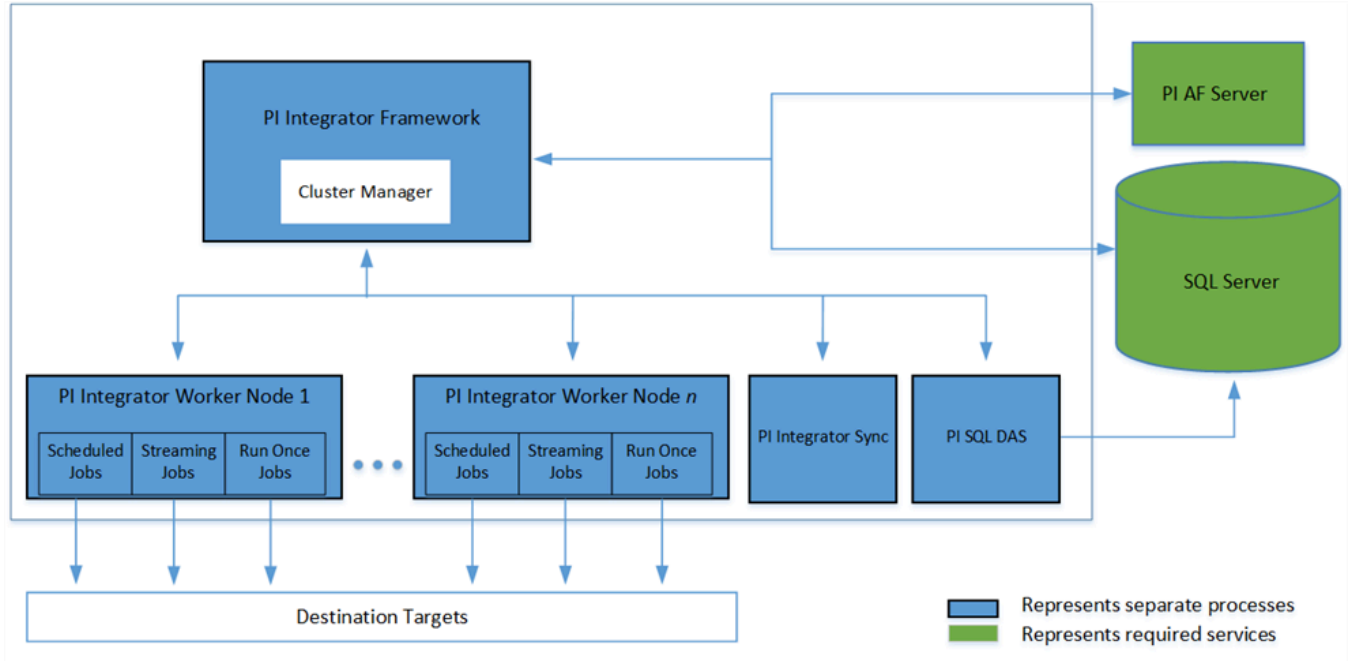 PI Integrator Framework
Cluster Manager
PI AF Server
SQL Server
PI Integrator Worker Node 1
Scheduled
Jobs
Streaming
Jobs
Run Once
Jobs
PI Integrator Worker Node n
Scheduled
Jobs
Streaming
Jobs
Run Once
Jobs
PI Integrator Sync
PI SQL DAS
Destination Targets
Represents separate processes
Represents required services